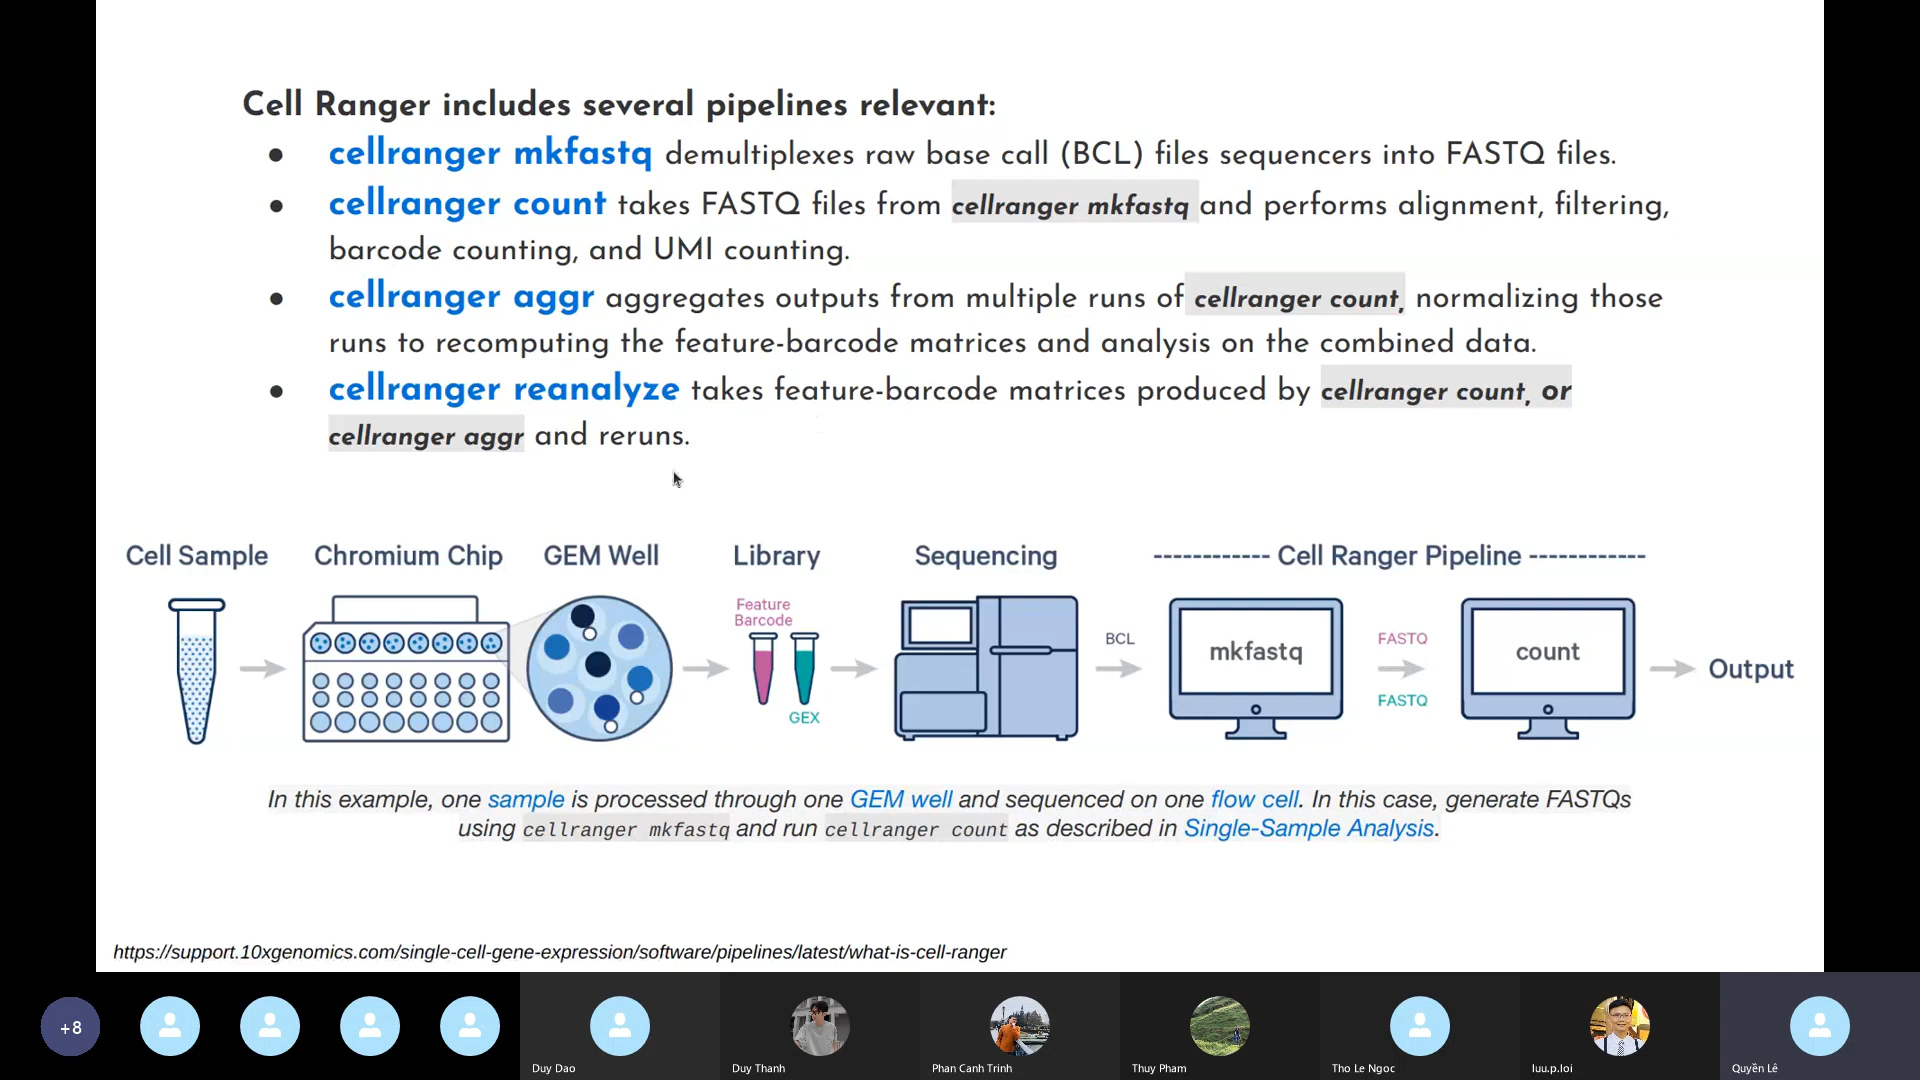 Cell Ranger includes several pipelines relevant:
● cellranger mkfastq demultiplexes raw base call (BCL) files sequencers into FASTQ files.
● cellranger count takes FASTQ files from cellranger mkfastq and performs alignment, filtering,
barcode counting, and UMI counting.
● cellranger aggr aggregates outputs from multiple runs of cellranger count, normalizing those
runs to recomputing the feature-barcode matrices and analysis on the combined data.
● cellranger reanalyze takes feature-barcode matrices produced by cellranger count, or
cellranger aggr and reruns.
Cell Sample Chromium Chip GEM Well Library Sequencing ------------ Cell Ranger Pipeline ------------
Feature
Barcode
GEX
BCL
mkfastq
FASTQ
FASTQ
count
Output
In this example, one sample is processed through one GEM well and sequenced on one flow cell. In this case, generate FASTQs
using cellranger mkfastq and run cellranger count as described in Single-Sample Analysis.
https://support.10xgenomics.com/single-cell-gene-expression/software/pipelines/latest/what-is-cell-ranger
+8
Duy Dao
Duy Thanh
Phan Canh Trinh
Thuy Pham
Tho Le Ngoc
luu.p.loi
Quyền Lê